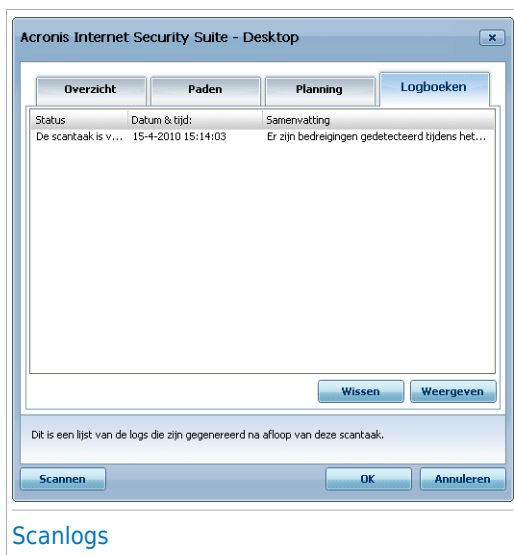 Acronis Internet Security Suite - Desktop
Overzicht Paden Planning Logboeken
Status Datum & tijd: Samenvatting
De scantaak is v... 15-4-2010 15:14:03 Er zijn bedreigingen gedetecteerd tijdens het...
Wissen Weergeven
Dit is een lijst van de logs die zijn gegenereerd na afloop van deze scantaak.
Scannen OK Annuleren
Scanlogs